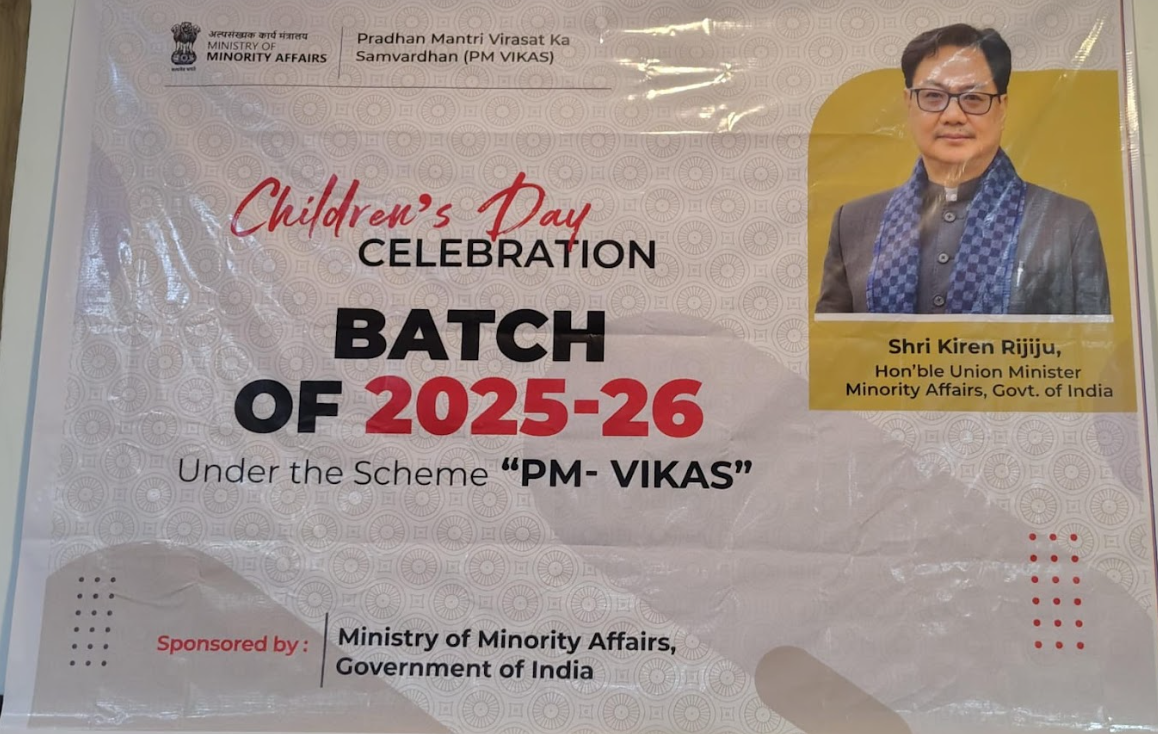 अल्पसंख्यक कार्य मंत्रालय
MINISTRY OF
MINORITY AFFAIRS
Pradhan Mantri Virasat Ka
Samvardhan (PM VIKAS)
Children's Day
CELEBRATION
BATCH
OF 2025-26
Under the Scheme “PM- VIKAS”
Shri Kiren Rijiju,
Hon'ble Union Minister
Minority Affairs, Govt. of India
Sponsored by :
Ministry of Minority Affairs,
Government of India